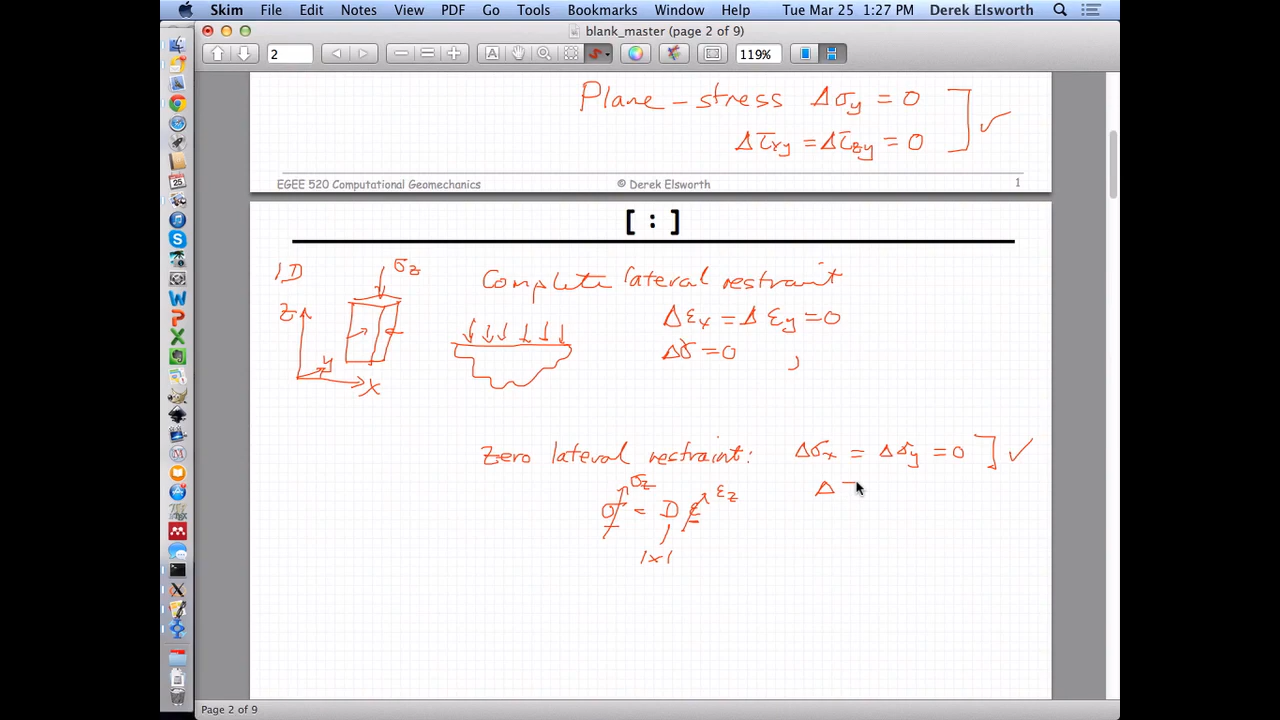 Skim File Edit Notes View PDF Go Tools Bookmarks Window Help Tue Mar 25 1:27 PM Derek Elsworth
blank_master (page 2 of 9)
2 119%
Plane - stress Δσy = 0
Δτxy = Δτzy = 0
EGEE 520 Computational Geomechanics © Derek Elsworth 1
[ : ]
1D σz Complete lateral restraint
z Δεx = Δεy = 0
Δγ = 0 ,
y
x
Zero lateral restraint: Δσx = Δσy = 0
σz εz Δ
σ = D ε
1x1
Page 2 of 9